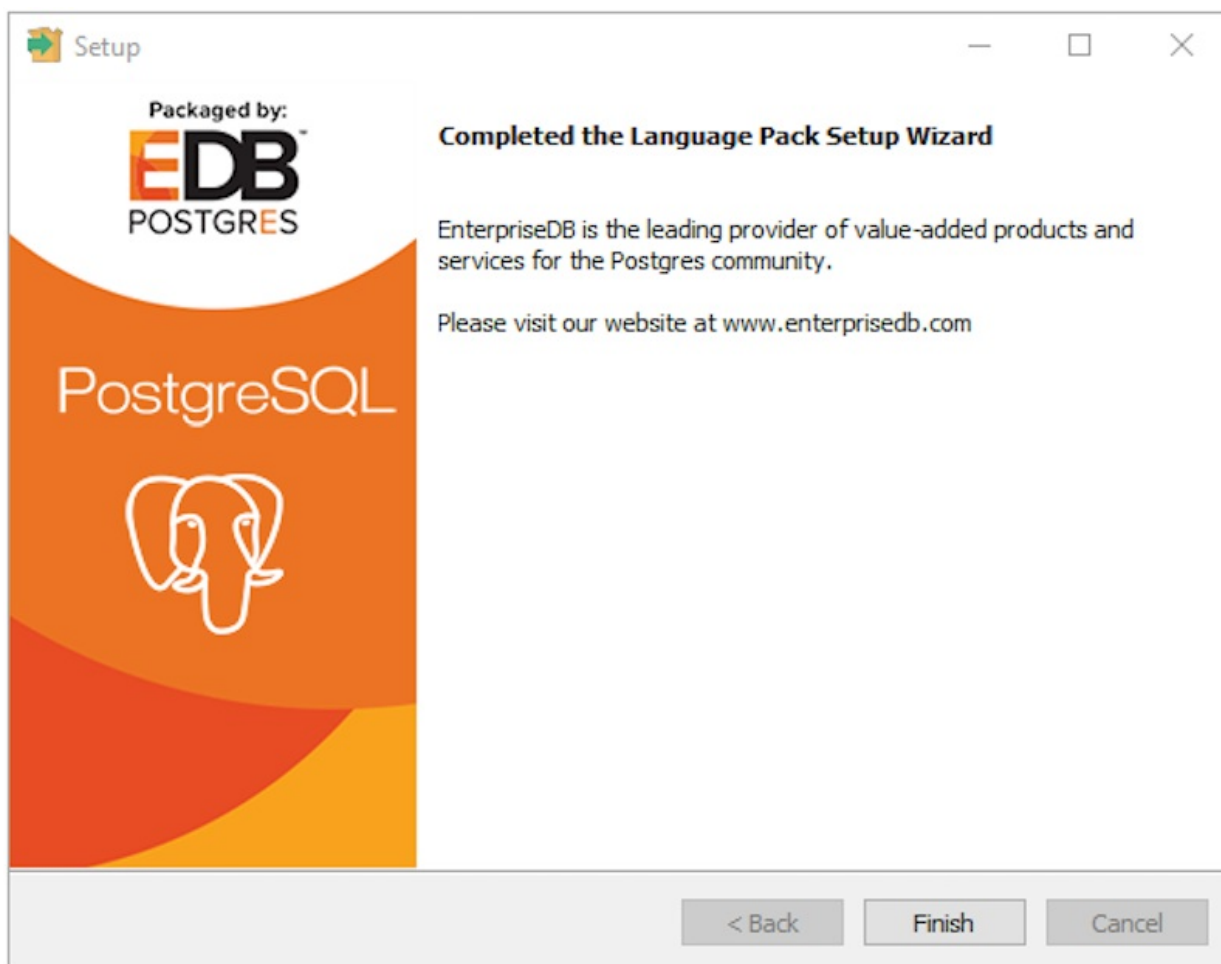 Setup
Packaged by:
EDB™
POSTGRES
PostgreSQL
Completed the Language Pack Setup Wizard
EnterpriseDB is the leading provider of value-added products and
services for the Postgres community.
Please visit our website at www.enterprisedb.com
< Back
Finish
Cancel